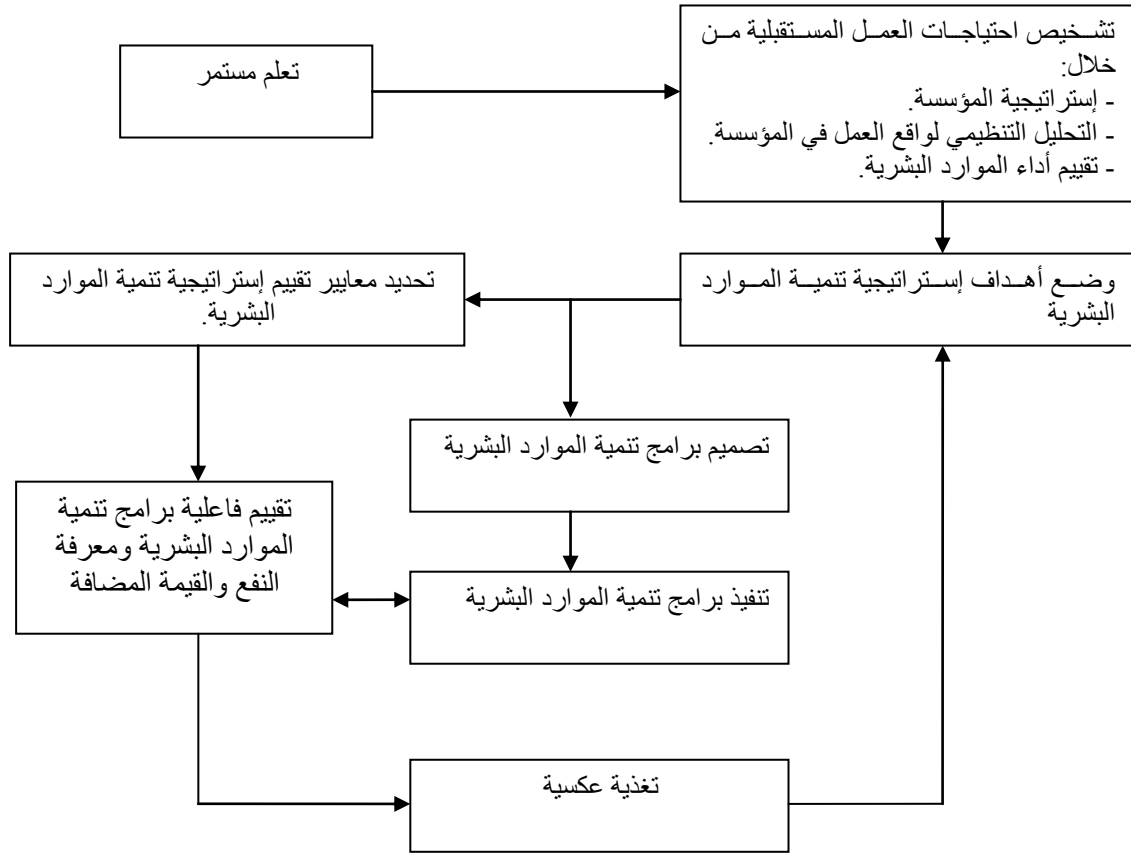 تشخيص احتياجات العمل المستقبلية من
خلال:
- إستراتيجية المؤسسة.
- التحليل التنظيمي لواقع العمل في المؤسسة.
- تقييم أداء الموارد البشرية.
تعلم مستمر
وضع أهداف إستراتيجية تنمية الموارد
البشرية
تحديد معايير تقييم إستراتيجية تنمية الموارد
البشرية.
تصميم برامج تنمية الموارد البشرية
تقييم فاعلية برامج تنمية
الموارد البشرية ومعرفة
النفع والقيمة المضافة
تنفيذ برامج تنمية الموارد البشرية
تغذية عكسية